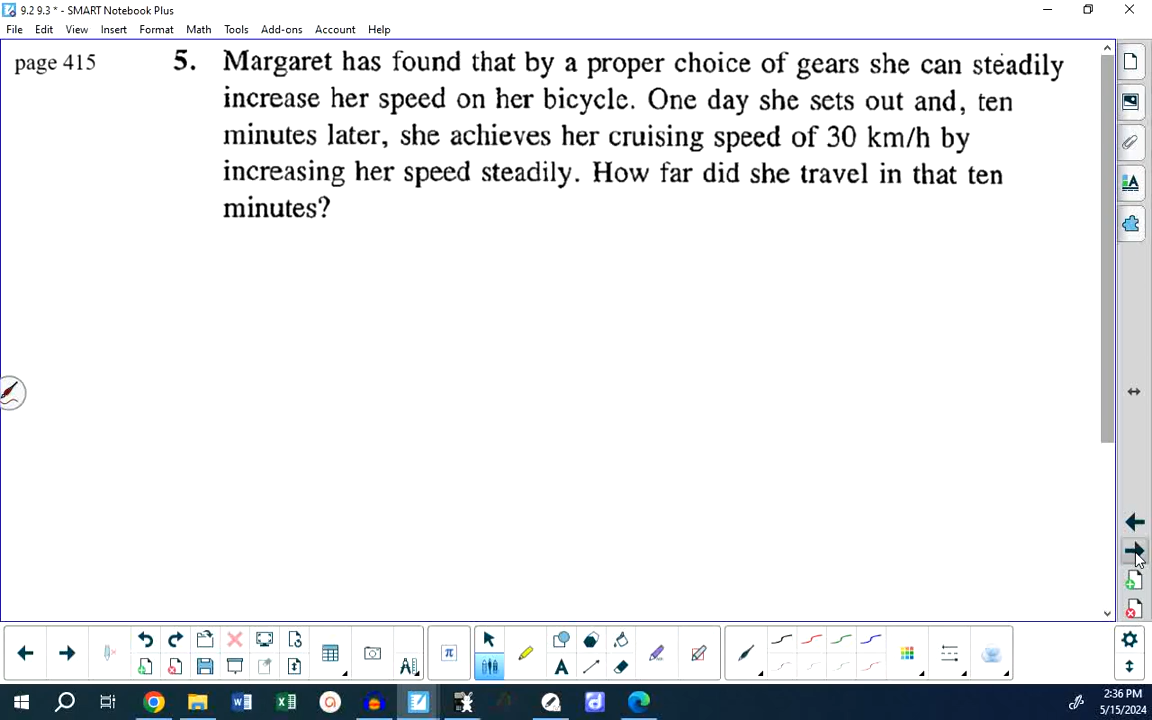 9.2 9.3 * - SMART Notebook Plus
File Edit View Insert Format Math Tools Add-ons Account Help
page 415
5. Margaret has found that by a proper choice of gears she can steadily
increase her speed on her bicycle. One day she sets out and, ten
minutes later, she achieves her cruising speed of 30 km/h by
increasing her speed steadily. How far did she travel in that ten
minutes?
2:36 PM
5/15/2024